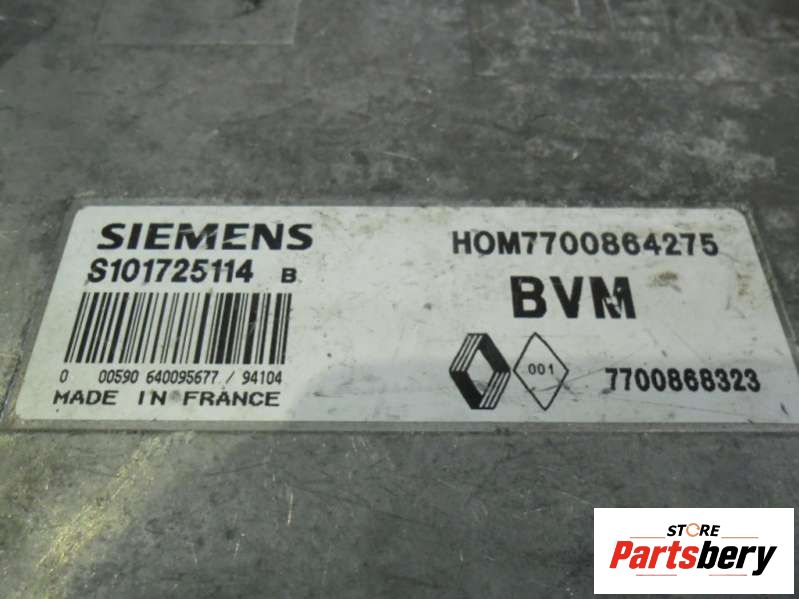 SIEMENS
S101725114 B
0 00590 640095677 / 94104
MADE IN FRANCE
HOM7700864275
BVM
001
7700868323
STORE
Partsbery